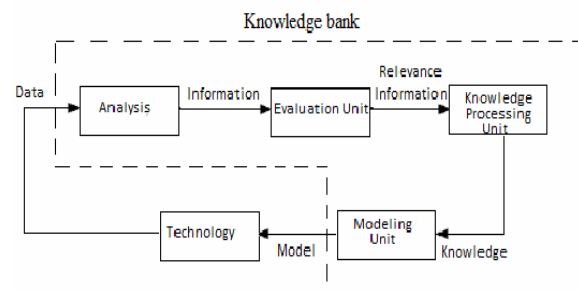 Knowledge bank
Data
Analysis
Information
Evaluation Unit
Relevance
Information
Knowledge
Processing
Unit
Technology
Model
Modeling
Unit
Knowledge